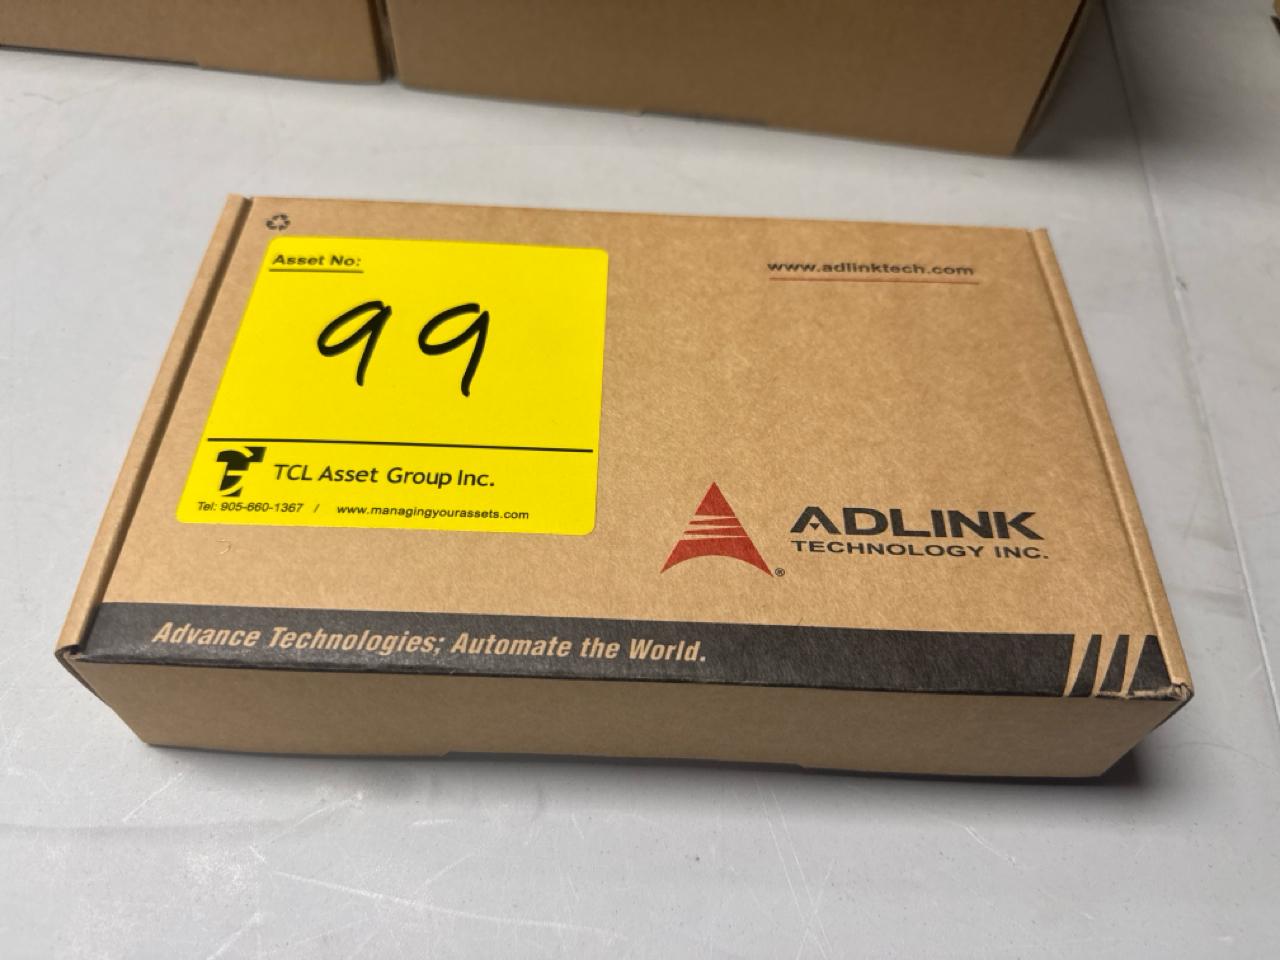 Asset No:
99
TCL Asset Group Inc.
Tel: 905-660-1367 / www.managingyourassets.com
www.adlinktech.com
ADLINK
TECHNOLOGY INC.
®
Advance Technologies; Automate the World.